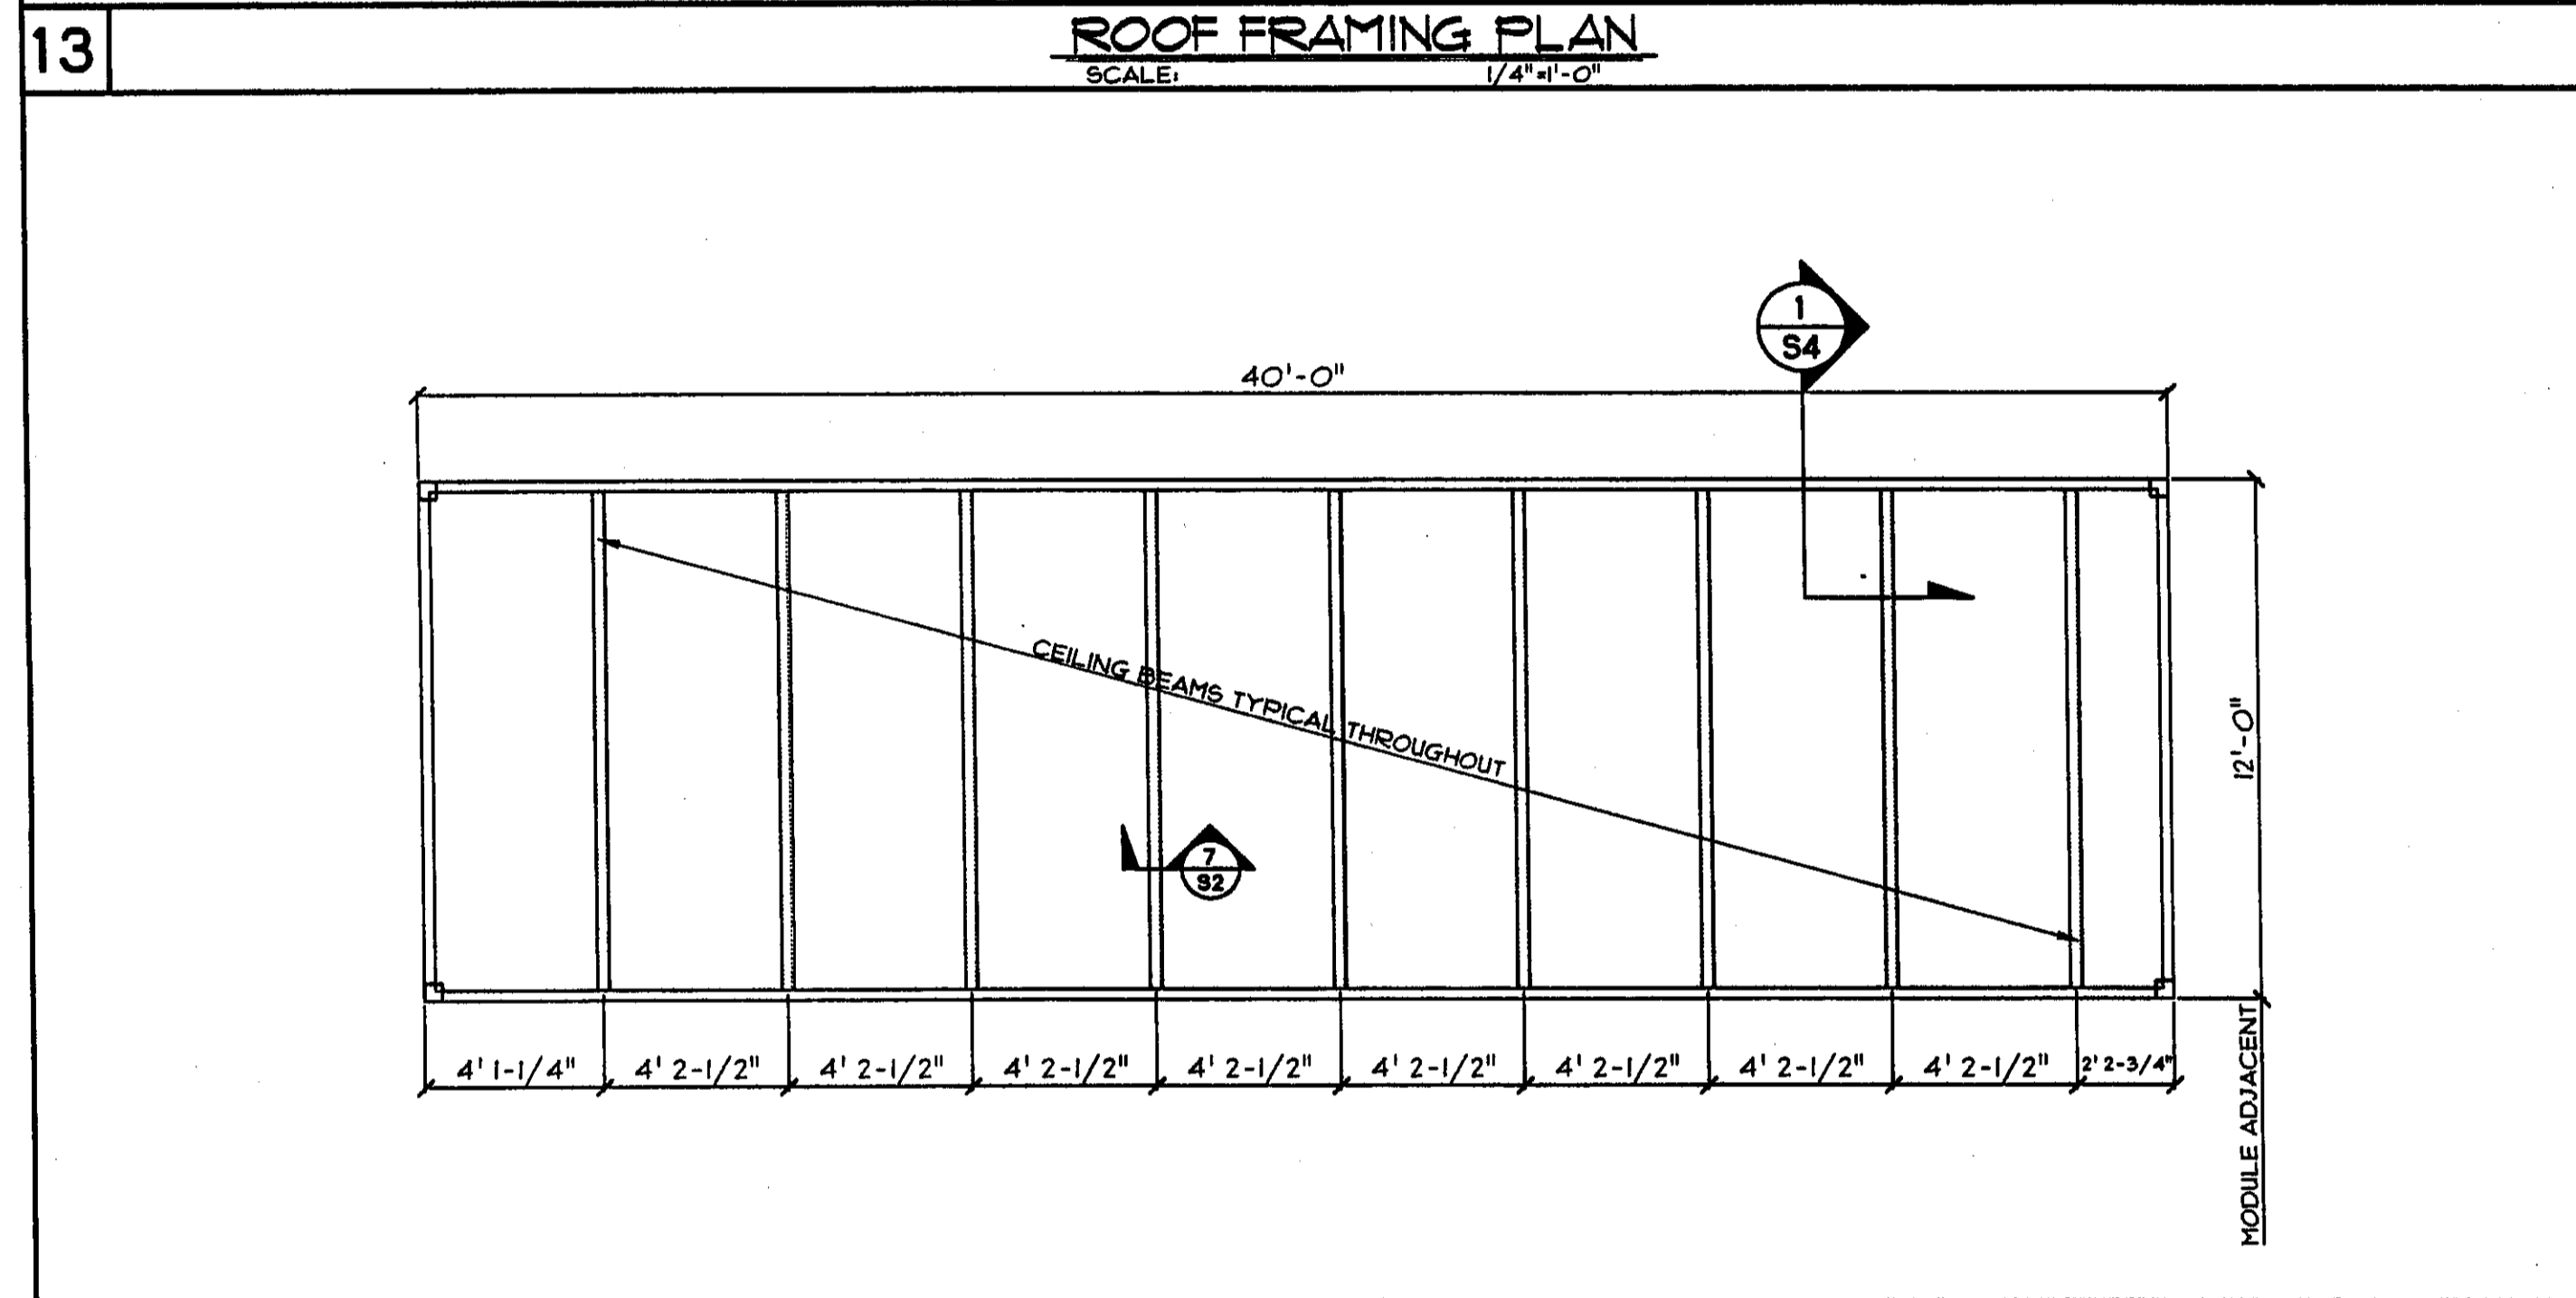 13
ROOF FRAMING PLAN
SCALE: 1/4"=1'-0"
1
S4
40'-0"
CEILING BEAMS TYPICAL THROUGHOUT
12'-0"
7
S2
4' 1-1/4" 4' 2-1/2" 4' 2-1/2" 4' 2-1/2" 4' 2-1/2" 4' 2-1/2" 4' 2-1/2" 4' 2-1/2" 4' 2-1/2" 2' 2-3/4"
MODULE ADJACENT